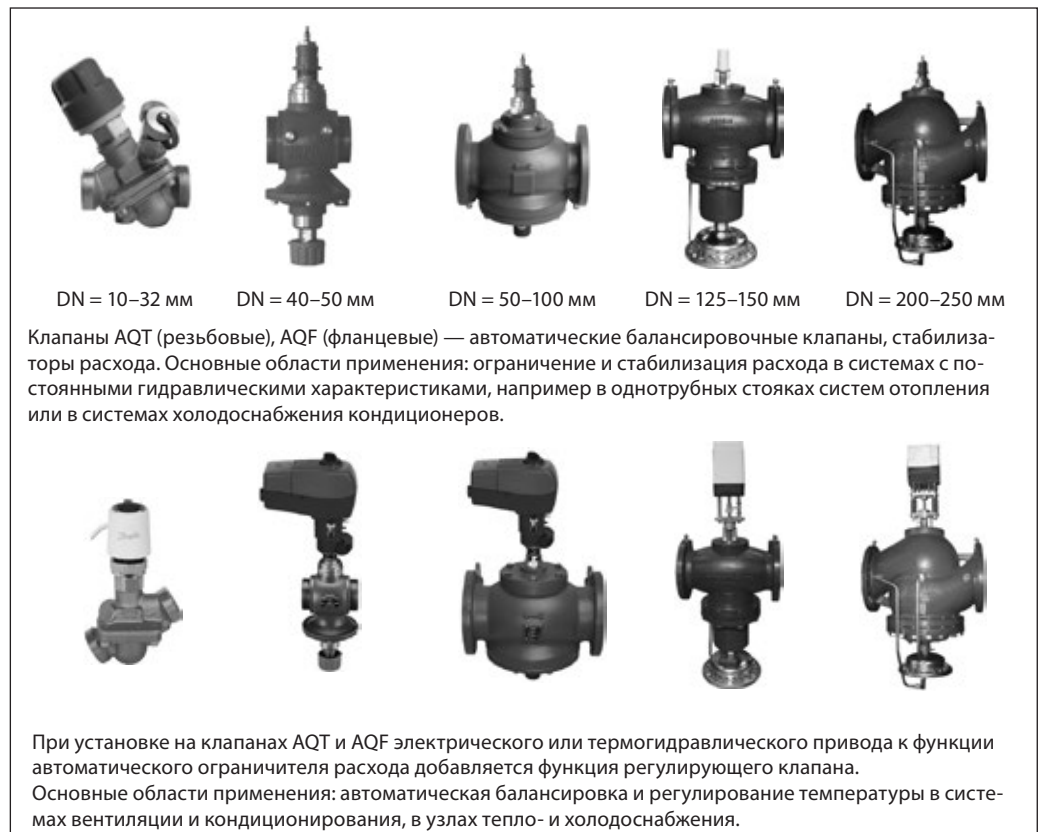 DN = 10–32 мм DN = 40–50 мм DN = 50–100 мм DN = 125–150 мм DN = 200–250 мм
Клапаны AQT (резьбовые), AQF (фланцевые) — автоматические балансировочные клапаны, стабилиза-
торы расхода. Основные области применения: ограничение и стабилизация расхода в системах с по-
стоянными гидравлическими характеристиками, например в однотрубных стояках систем отопления
или в системах холодоснабжения кондиционеров.
При установке на клапанах AQT и AQF электрического или термогидравлического привода к функции
автоматического ограничителя расхода добавляется функция регулирующего клапана.
Основные области применения: автоматическая балансировка и регулирование температуры в систе-
мах вентиляции и кондиционирования, в узлах тепло- и холодоснабжения.